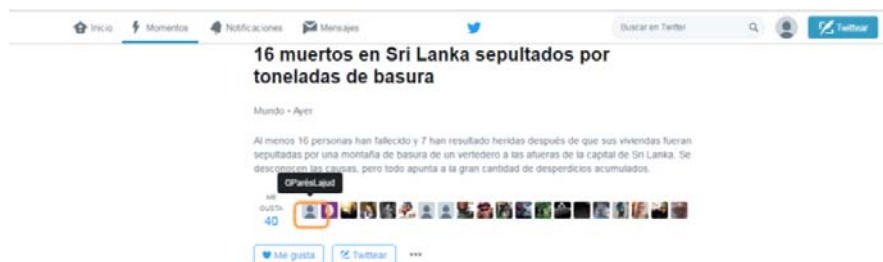 Inicio Momentos Notificaciones Mensajes Buscar en Twitter Twittear
16 muertos en Sri Lanka sepultados por
toneladas de basura
Mundo • Ayer
Al menos 16 personas han fallecido y 7 han resultado heridas después de que sus viviendas fueran
sepultadas por una montaña de basura de un vertedero a las afueras de la capital de Sri Lanka. Se
desconocen las causas, pero todo apunta a la gran cantidad de desperdicios acumulados.
GParésLajud
ME
GUSTA
40
Me gusta Twittear •••